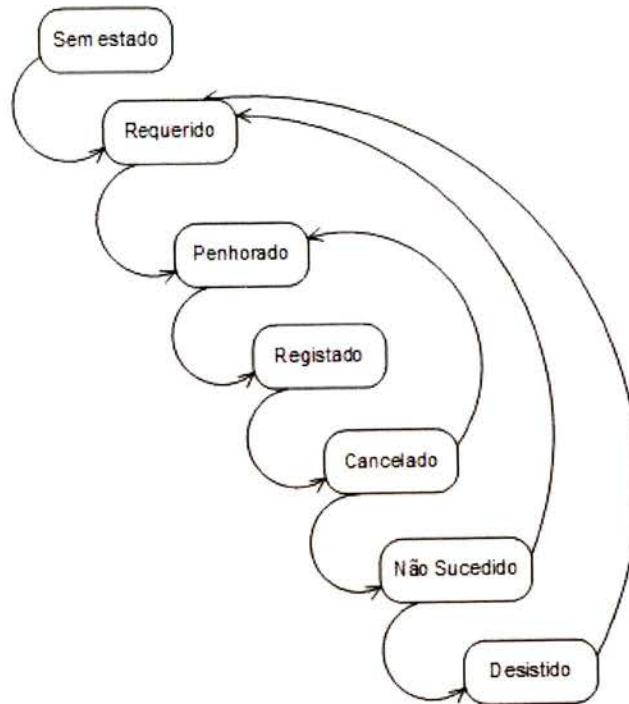 Sem estado
Requerido
Penhorado
Registado
Cancelado
Não Sucedido
Desistido